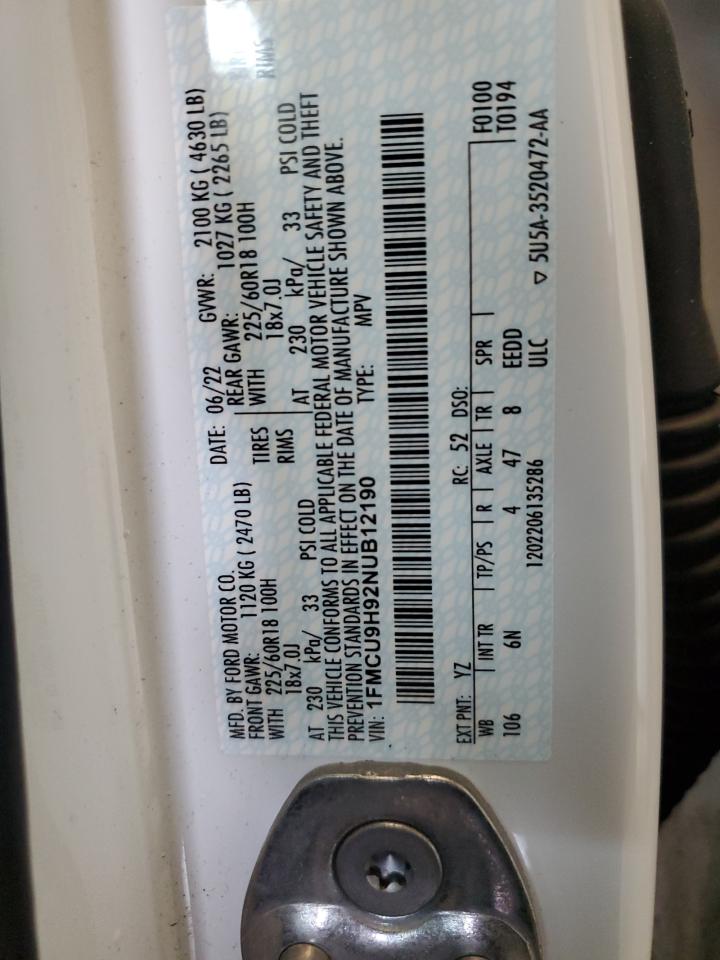 MFD. BY FORD MOTOR CO.
DATE: 06/22 GVWR: 2100 KG ( 4630 LB)
FRONT GAWR: 1120 KG ( 2470 LB) REAR GAWR: 1027 KG ( 2265 LB)
WITH 225/60R18 100H TIRES WITH 225/60R18 100H
18x7.0J RIMS 18x7.0J RIMS
AT 230 kPa/ 33 PSI COLD AT 230 kPa/ 33 PSI COLD
THIS VEHICLE CONFORMS TO ALL APPLICABLE FEDERAL MOTOR VEHICLE SAFETY AND THEFT
PREVENTION STANDARDS IN EFFECT ON THE DATE OF MANUFACTURE SHOWN ABOVE.
VIN: 1FMCU9H92NUB12190 TYPE: MPV
EXT PNT: YZ RC: 52 DSO: F0100
WB INT TR TP/PS R AXLE TR SPR T0194
106 6N 4 47 8 EEDD
1202206135286 ULC ▽ 5U5A-3520472-AA